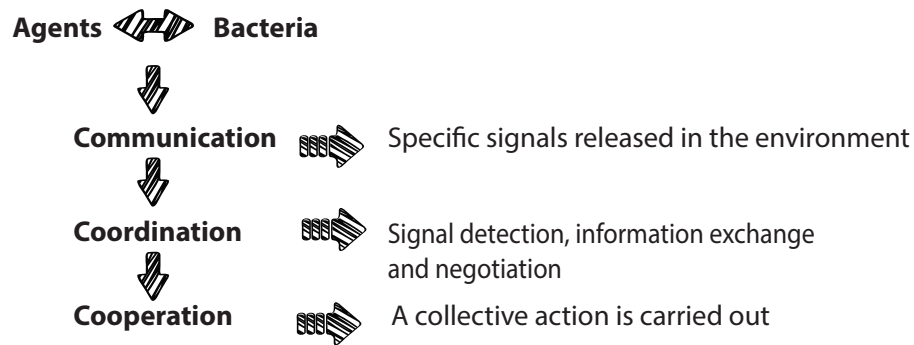 Agents Bacteria
Communication Specific signals released in the environment
Coordination Signal detection, information exchange
and negotiation
Cooperation A collective action is carried out